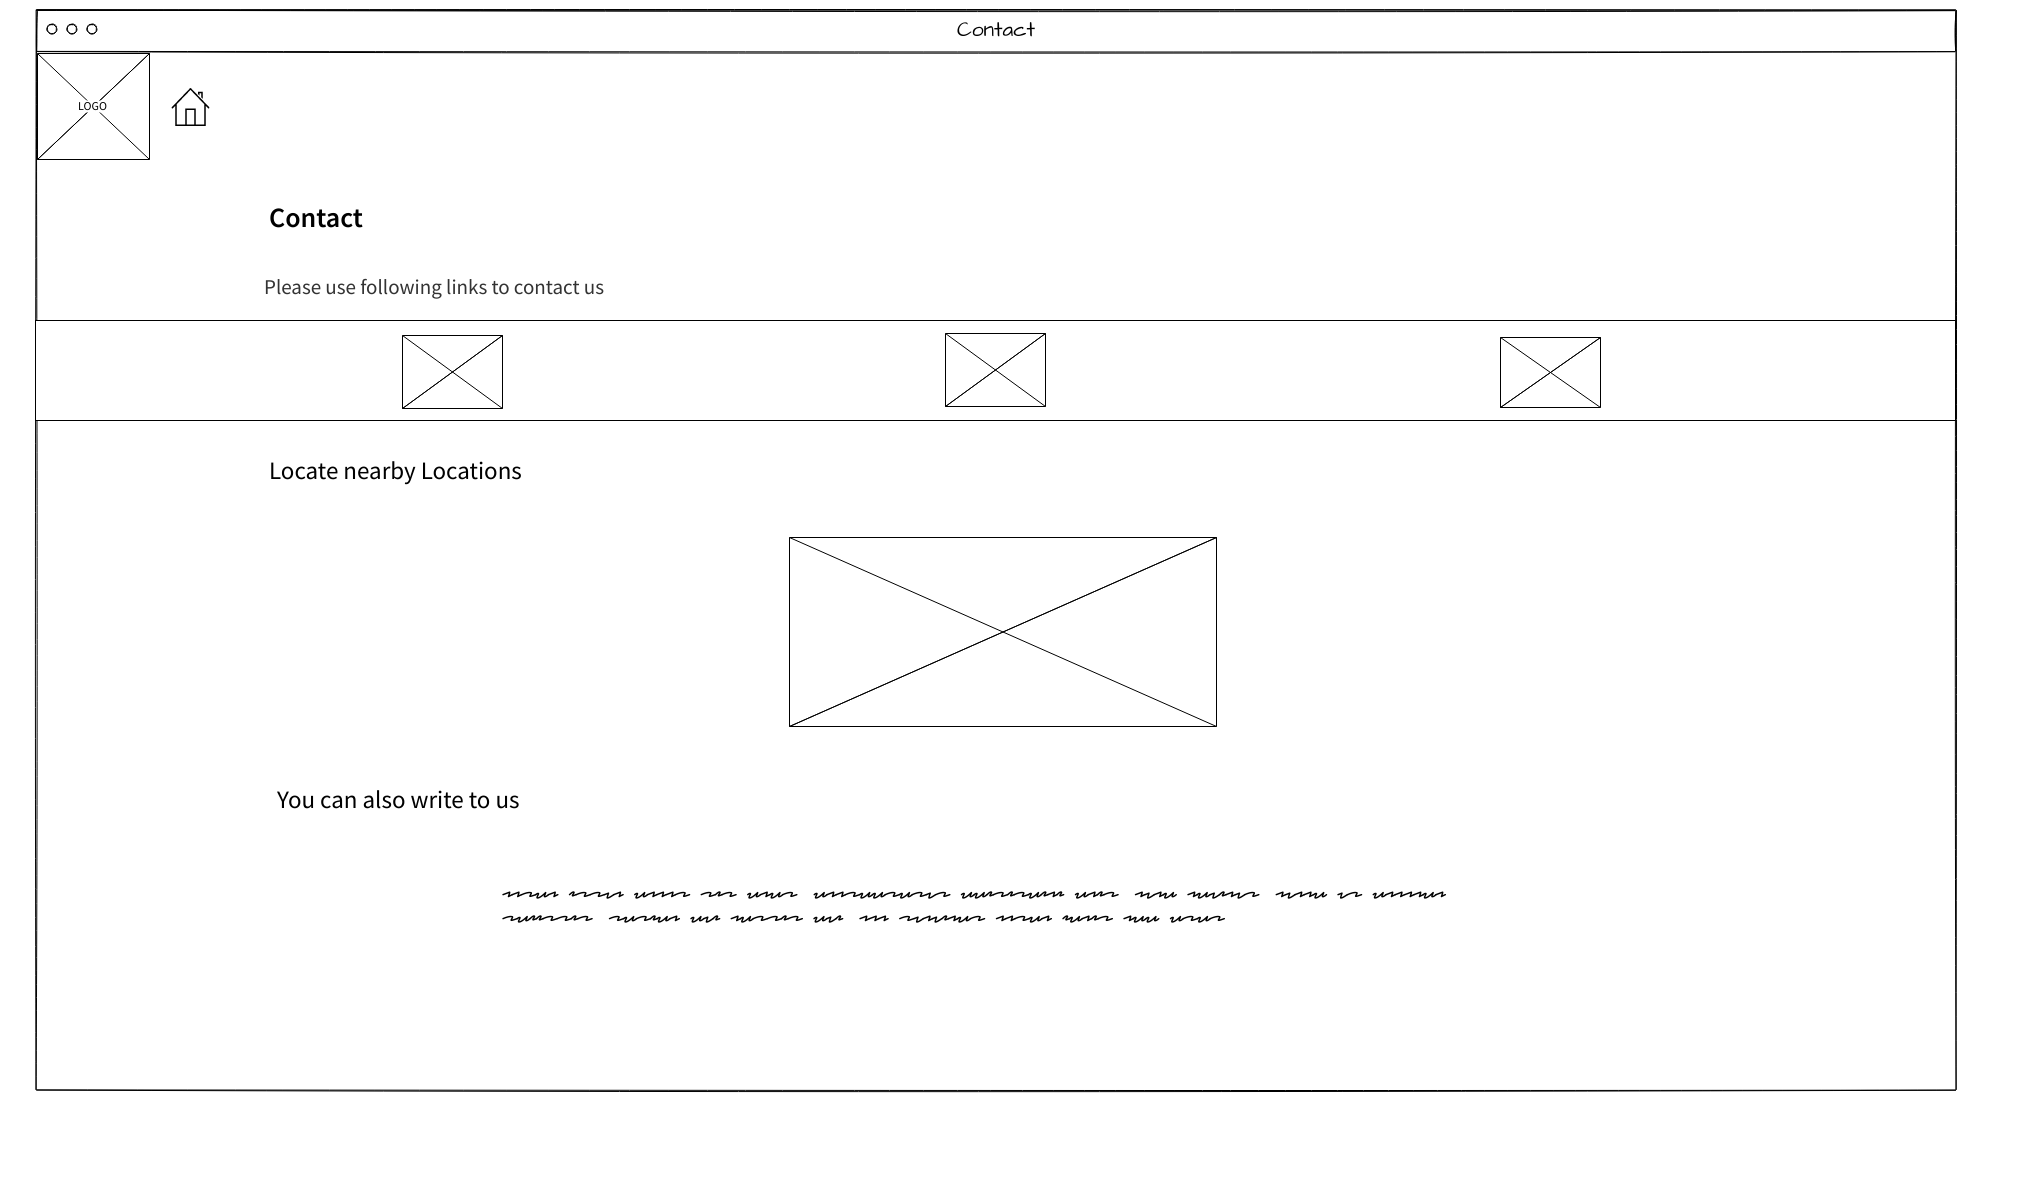 Contact
LOGO
Contact
Please use following links to contact us
Locate nearby Locations
You can also write to us